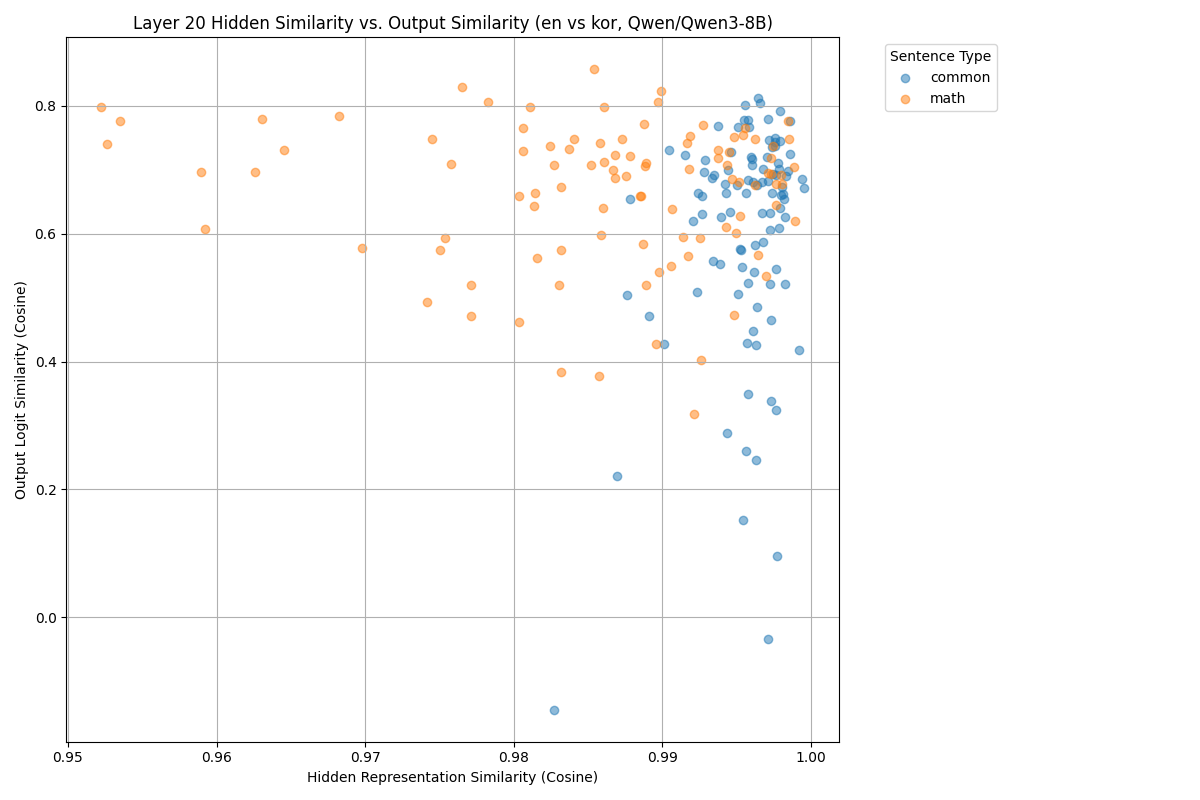 Layer 20 Hidden Similarity vs. Output Similarity (en vs kor, Qwen/Qwen3-8B)
Sentence Type
common
math
Output Logit Similarity (Cosine)
0.8
0.6
0.4
0.2
0.0
0.95
0.96
0.97
0.98
0.99
1.00
Hidden Representation Similarity (Cosine)